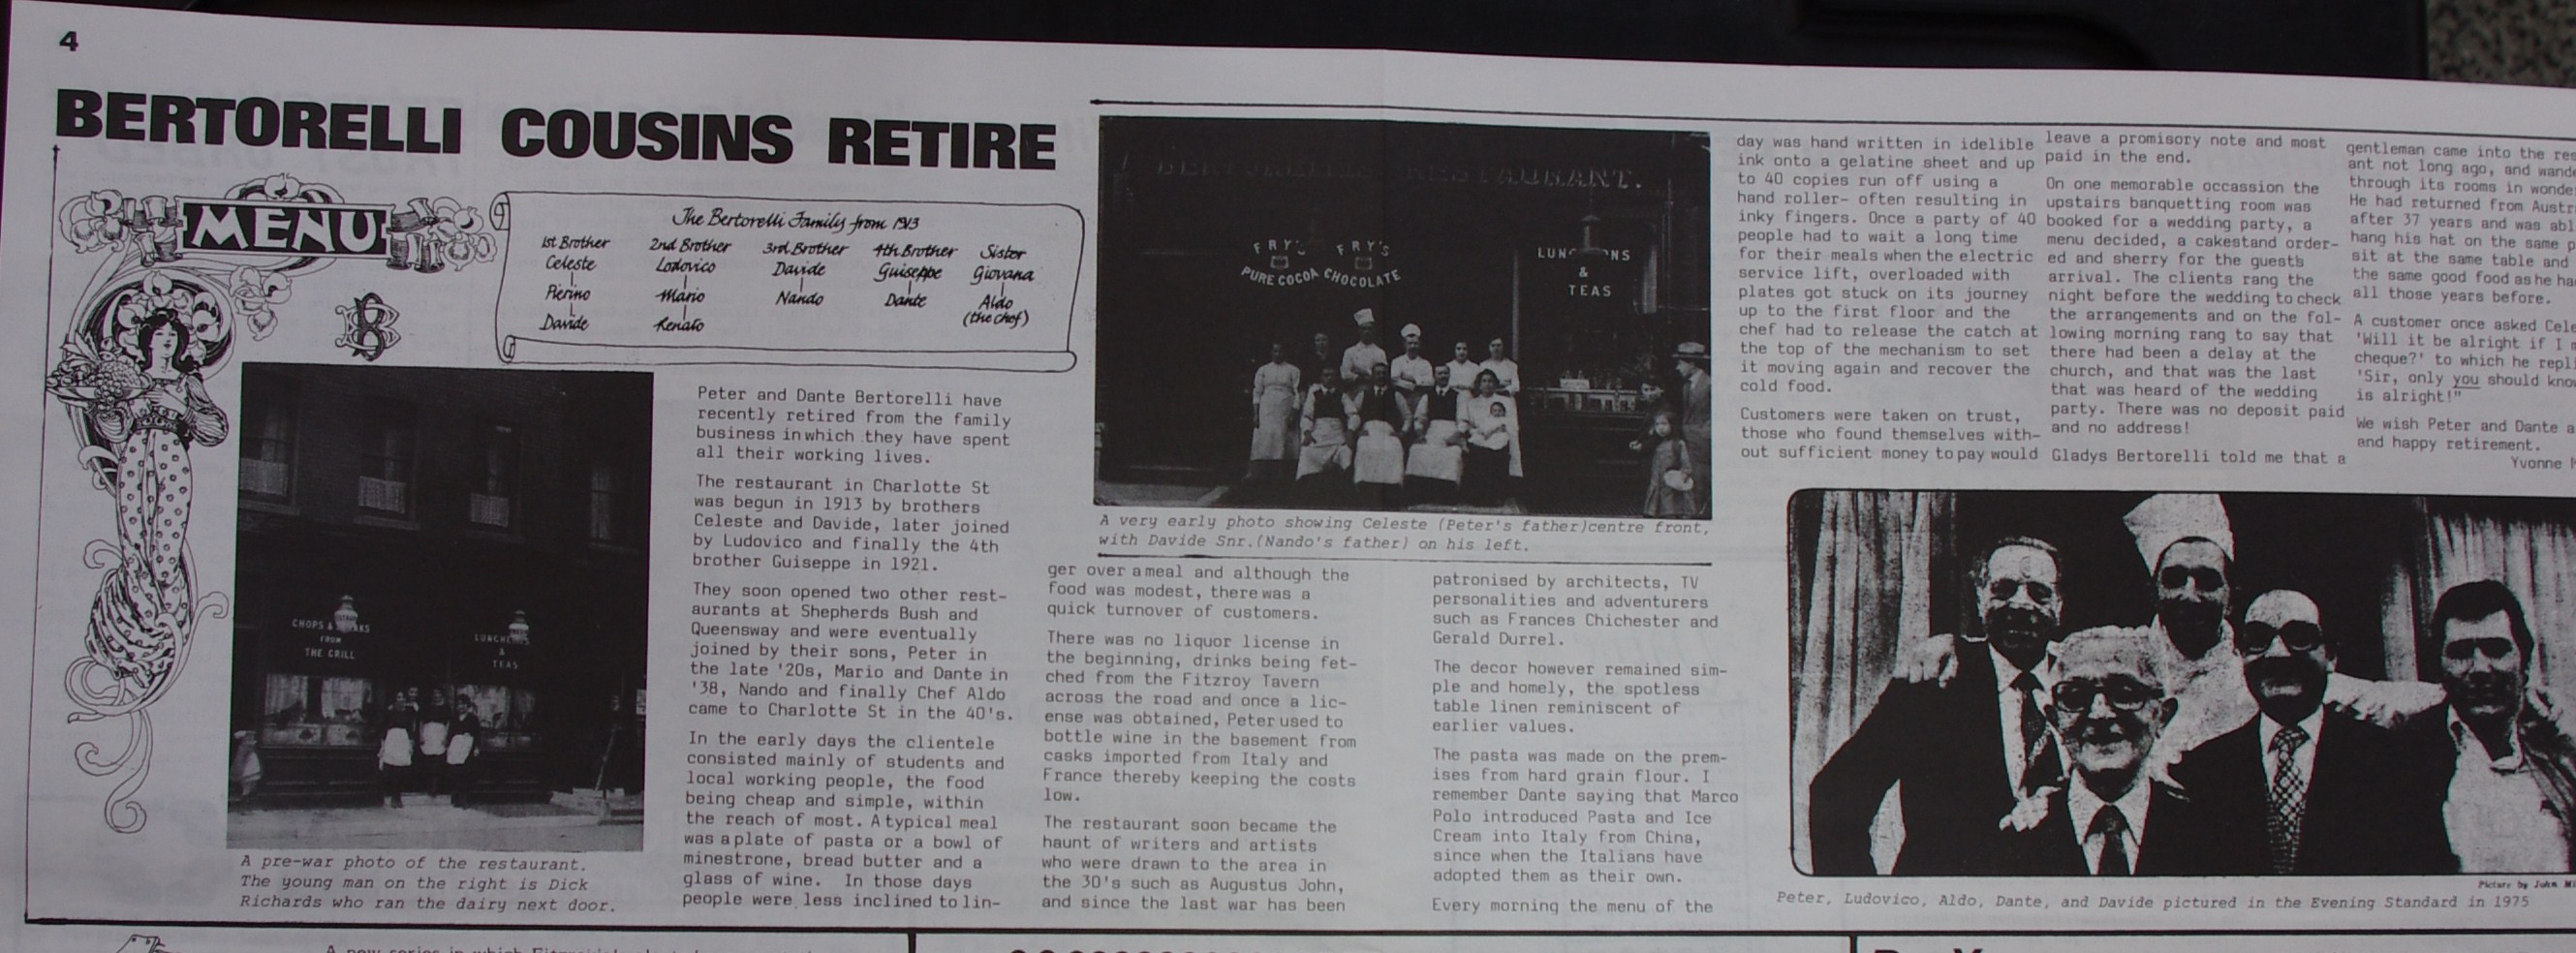 4
BERTORELLI COUSINS RETIRE
MENU
B
The Bertorelli Family from 1913
1st Brother 2nd Brother 3rd Brother 4th Brother Sister
Celeste Lodovico Davide Guiseppe Giovana
Pierino Mario Nando Dante Aldo
(the chef)
Davide Renato
CHOPS &
FROM
THE GRILL
&
TEAS
A pre-war photo of the restaurant.
The young man on the right is Dick
Richards who ran the dairy next door.
Peter and Dante Bertorelli have
recently retired from the family
business in which they have spent
all their working lives.
The restaurant in Charlotte St
was begun in 1913 by brothers
Celeste and Davide, later joined
by Ludovico and finally the 4th
brother Guiseppe in 1921.
They soon opened two other rest-
aurants at Shepherds Bush and
Queensway and were eventually
joined by their sons, Peter in
the late '20s, Mario and Dante in
'38, Nando and finally Chef Aldo
came to Charlotte St in the 40's.
In the early days the clientele
consisted mainly of students and
local working people, the food
being cheap and simple, within
the reach of most. A typical meal
was a plate of pasta or a bowl of
minestrone, bread butter and a
glass of wine. In those days
people were less inclined to lin-
RESTAURANT.
FRY'S FRY'S
PURE COCOA CHOCOLATE
&
TEAS
A very early photo showing Celeste (Peter's father)centre front,
with Davide Snr.(Nando's father) on his left.
ger over a meal and although the
food was modest, there was a
quick turnover of customers.
There was no liquor license in
the beginning, drinks being fet-
ched from the Fitzroy Tavern
across the road and once a lic-
ense was obtained, Peter used to
bottle wine in the basement from
casks imported from Italy and
France thereby keeping the costs
low.
The restaurant soon became the
haunt of writers and artists
who were drawn to the area in
the 30's such as Augustus John,
and since the last war has been
patronised by architects, TV
personalities and adventurers
such as Frances Chichester and
Gerald Durrel.
The decor however remained sim-
ple and homely, the spotless
table linen reminiscent of
earlier values.
The pasta was made on the prem-
ises from hard grain flour. I
remember Dante saying that Marco
Polo introduced Pasta and Ice
Cream into Italy from China,
since when the Italians have
adopted them as their own.
Every morning the menu of the
day was hand written in idelible
ink onto a gelatine sheet and up
to 40 copies run off using a
hand roller- often resulting in
inky fingers. Once a party of 40
people had to wait a long time
for their meals when the electric
service lift, overloaded with
plates got stuck on its journey
up to the first floor and the
chef had to release the catch at
the top of the mechanism to set
it moving again and recover the
cold food.
Customers were taken on trust,
those who found themselves with-
out sufficient money to pay would
leave a promisory note and most
paid in the end.
On one memorable occassion the
upstairs banquetting room was
booked for a wedding party, a
menu decided, a cakestand order-
ed and sherry for the guests
arrival. The clients rang the
night before the wedding to check
the arrangements and on the fol-
lowing morning rang to say that
there had been a delay at the
church, and that was the last
that was heard of the wedding
party. There was no deposit paid
and no address!
Gladys Bertorelli told me that a
gentleman came into the
ant not long ago, and
through its rooms in
He had returned from
after 37 years and was
hang his hat on the same
sit at the same table and
the same good food as he
all those years before.
A customer once asked
'Will it be alright if I
cheque?' to which he
'Sir, only you should
is alright!"
We wish Peter and Dante a
and happy retirement.
Yvonne
Picture by John
Peter, Ludovico, Aldo, Dante, and Davide pictured in the Evening Standard in 1975